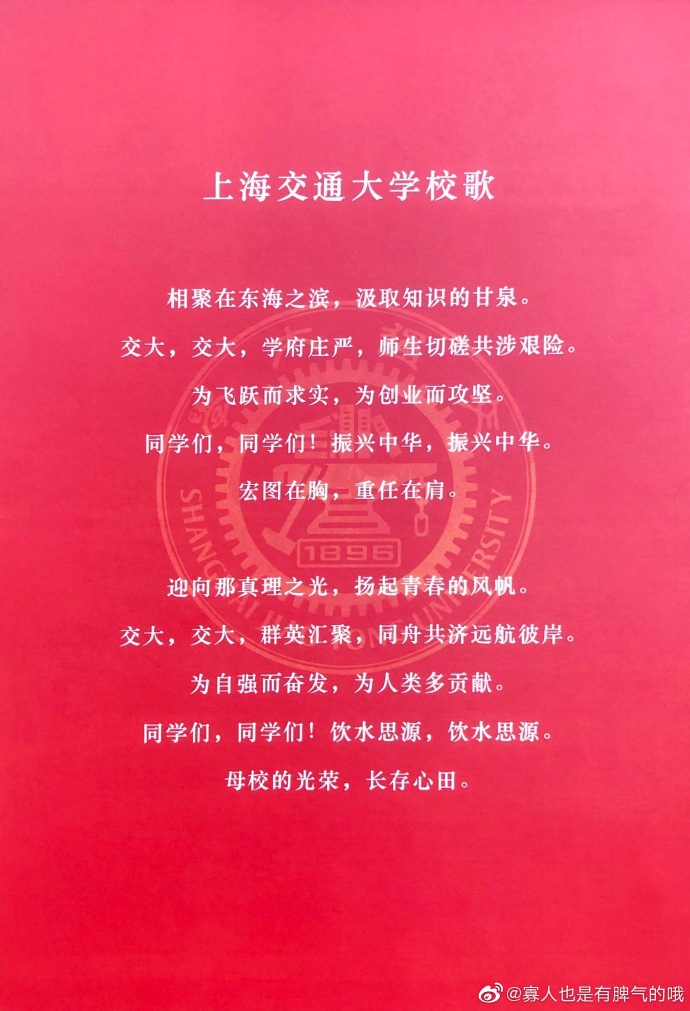 上海交通大学校歌
相聚在东海之滨，汲取知识的甘泉。
交大，交大，学府庄严，师生切磋共涉艰险。
为飞跃而求实，为创业而攻坚。
同学们，同学们！振兴中华，振兴中华。
宏图在胸，重任在肩。
1896
SHANGHAI JIAO TONG UNIVERSITY
迎向那真理之光，扬起青春的风帆。
交大，交大，群英汇聚，同舟共济远航彼岸。
为自强而奋发，为人类多贡献。
同学们，同学们！饮水思源，饮水思源。
母校的光荣，长存心田。
@寡人也是有脾气的哦